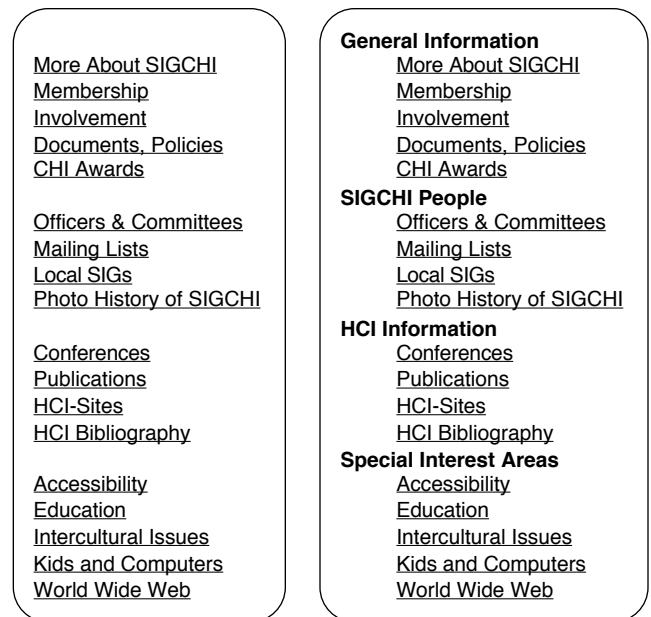 More About SIGCHI
Membership
Involvement
Documents, Policies
CHI Awards
Officers & Committees
Mailing Lists
Local SIGs
Photo History of SIGCHI
Conferences
Publications
HCI-Sites
HCI Bibliography
Accessibility
Education
Intercultural Issues
Kids and Computers
World Wide Web
General Information
More About SIGCHI
Membership
Involvement
Documents, Policies
CHI Awards
SIGCHI People
Officers & Committees
Mailing Lists
Local SIGs
Photo History of SIGCHI
HCI Information
Conferences
Publications
HCI-Sites
HCI Bibliography
Special Interest Areas
Accessibility
Education
Intercultural Issues
Kids and Computers
World Wide Web